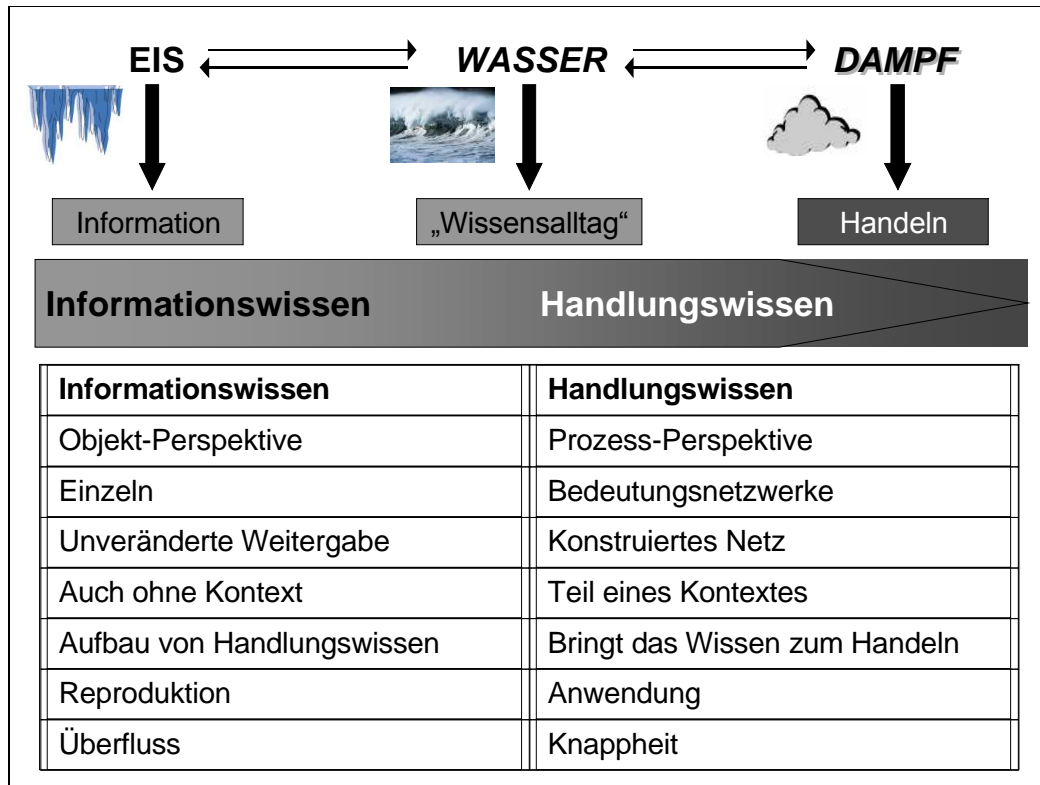 EIS WASSER DAMPF
Information „Wissensalltag“ Handeln
Informationswissen Handlungswissen
Informationswissen Handlungswissen
Objekt-Perspektive Prozess-Perspektive
Einzeln Bedeutungsnetzwerke
Unveränderte Weitergabe Konstruiertes Netz
Auch ohne Kontext Teil eines Kontextes
Aufbau von Handlungswissen Bringt das Wissen zum Handeln
Reproduktion Anwendung
Überfluss Knappheit